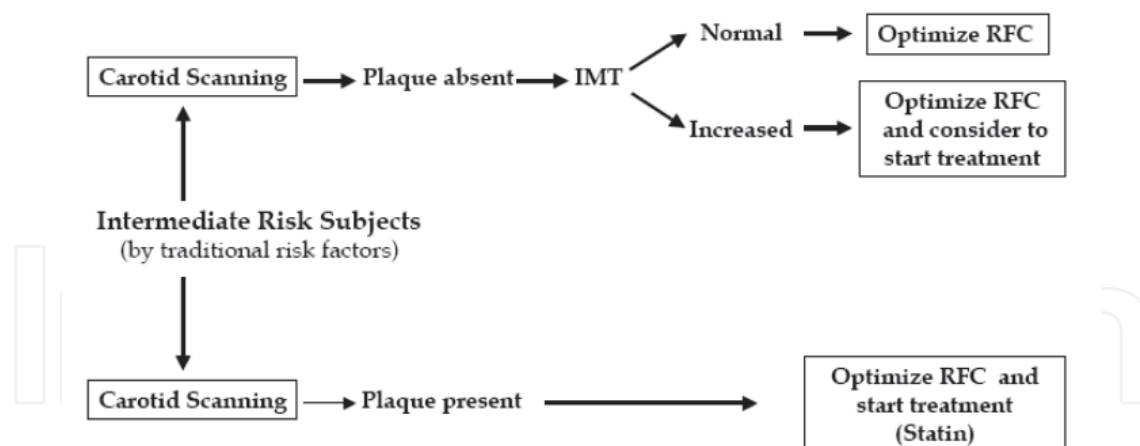 Normal
Optimize RFC
Carotid Scanning
Plaque absent
IMT
Increased
Optimize RFC
and consider to
start treatment
Intermediate Risk Subjects
(by traditional risk factors)
Carotid Scanning
Plaque present
Optimize RFC and
start treatment
(Statin)